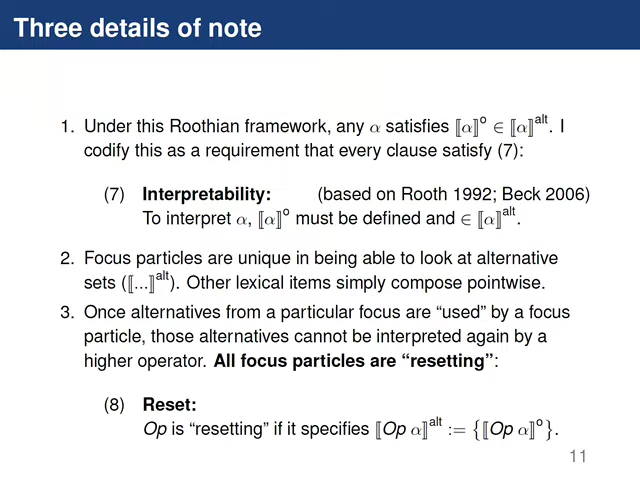 Three details of note
1. Under this Roothian framework, any α satisfies ⟦α⟧ᵒ ∈ ⟦α⟧ᵃˡᵗ. I
codify this as a requirement that every clause satisfy (7):
(7) Interpretability: (based on Rooth 1992; Beck 2006)
To interpret α, ⟦α⟧ᵒ must be defined and ∈ ⟦α⟧ᵃˡᵗ.
2. Focus particles are unique in being able to look at alternative
sets (⟦...⟧ᵃˡᵗ). Other lexical items simply compose pointwise.
3. Once alternatives from a particular focus are “used” by a focus
particle, those alternatives cannot be interpreted again by a
higher operator. All focus particles are “resetting”:
(8) Reset:
Op is “resetting” if it specifies ⟦Op α⟧ᵃˡᵗ := {⟦Op α⟧ᵒ}.
11